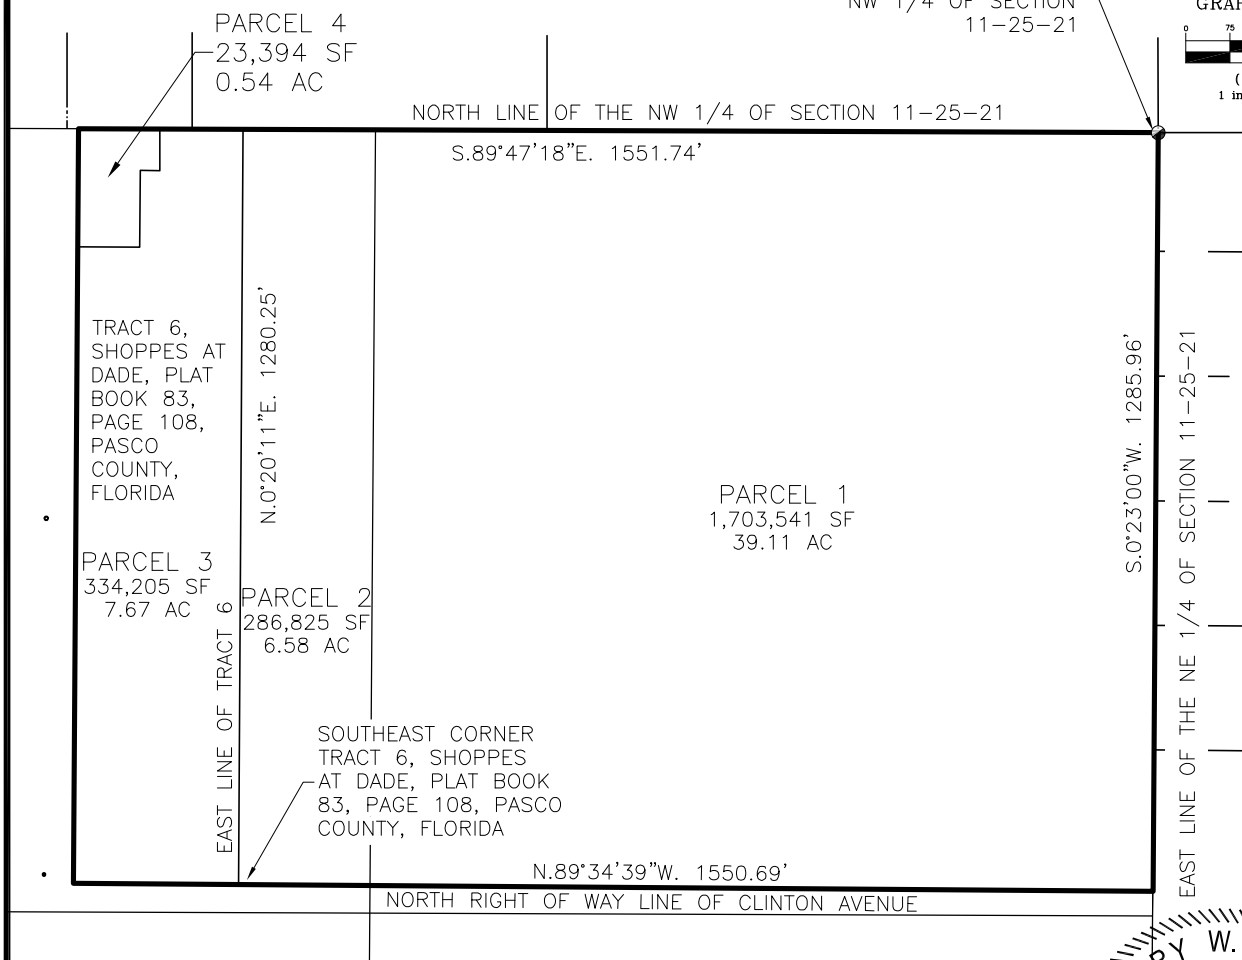 PARCEL 4
23,394 SF
0.54 AC
NW 1/4 OF SECTION
11-25-21
0 75
1 in
NORTH LINE OF THE NW 1/4 OF SECTION 11-25-21
S.89°47'18"E. 1551.74'
TRACT 6,
SHOPPES AT
DADE, PLAT
BOOK 83,
PAGE 108,
PASCO
COUNTY,
FLORIDA
N.0°20'11"E. 1280.25'
S.0°23'00"W. 1285.96'
EAST LINE OF THE NE 1/4 OF SECTION 11-25-21
PARCEL 1
1,703,541 SF
39.11 AC
PARCEL 3
334,205 SF
7.67 AC
EAST LINE OF TRACT 6
PARCEL 2
286,825 SF
6.58 AC
SOUTHEAST CORNER
TRACT 6, SHOPPES
AT DADE, PLAT BOOK
83, PAGE 108, PASCO
COUNTY, FLORIDA
N.89°34'39"W. 1550.69'
NORTH RIGHT OF WAY LINE OF CLINTON AVENUE
W.